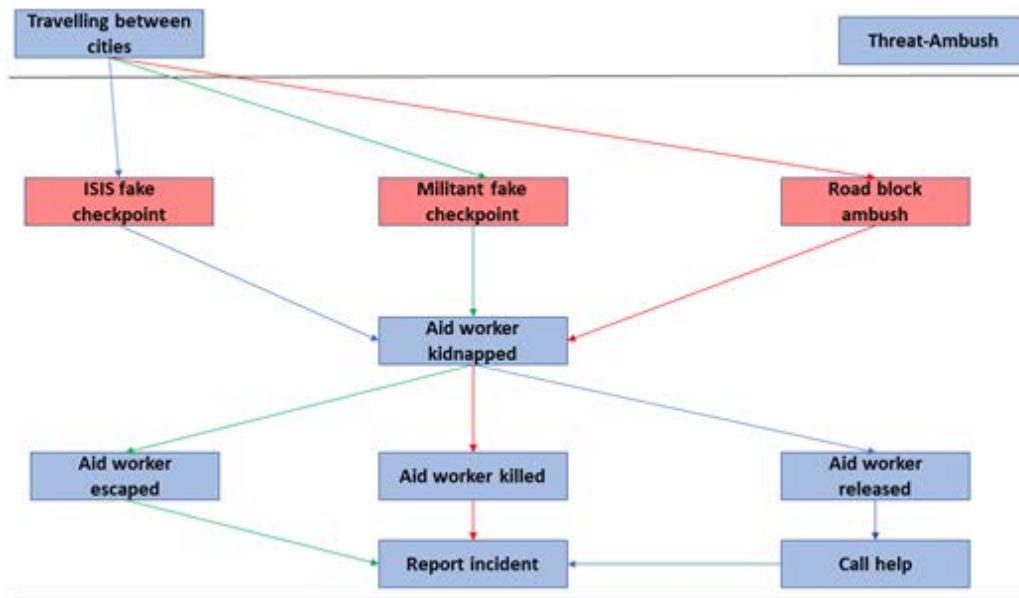 Travelling between
cities
Threat-Ambush
ISIS fake
checkpoint
Militant fake
checkpoint
Road block
ambush
Aid worker
kidnapped
Aid worker
escaped
Aid worker killed
Aid worker
released
Report incident
Call help